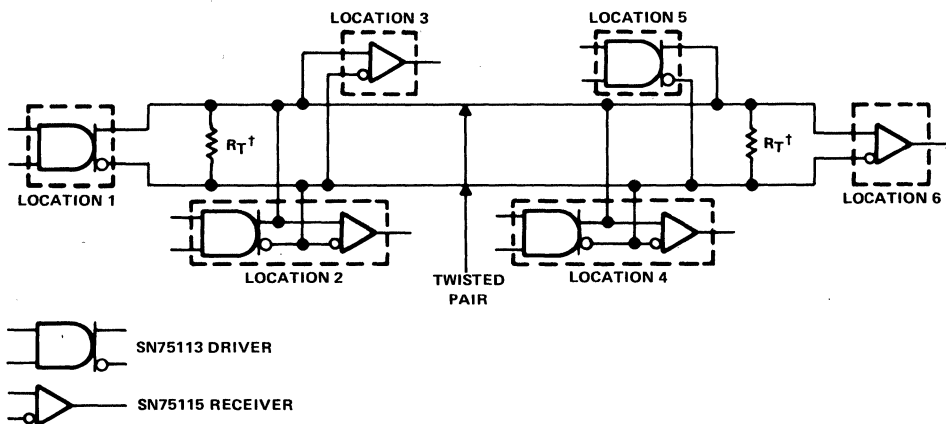 LOCATION 3
LOCATION 5
RT†
RT†
LOCATION 1
LOCATION 6
LOCATION 2
LOCATION 4
TWISTED
PAIR
SN75113 DRIVER
SN75115 RECEIVER